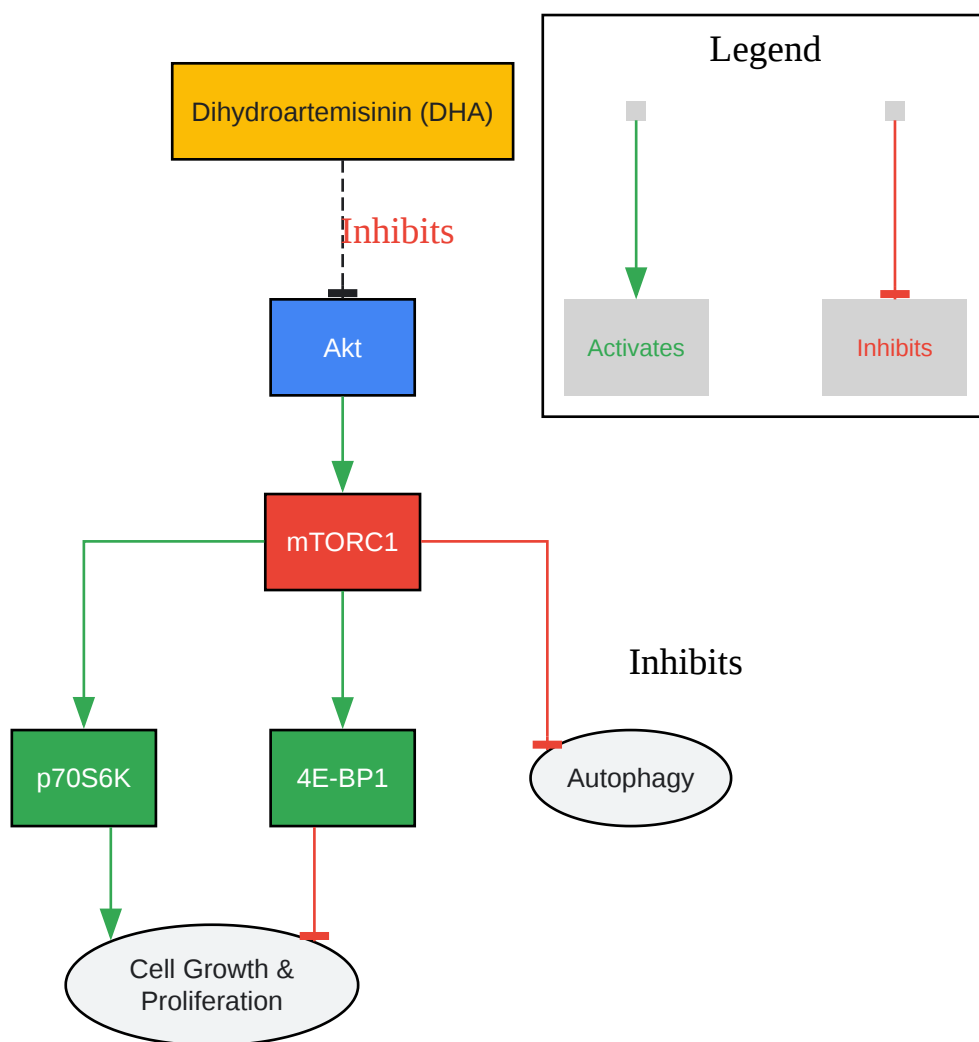 Legend
Dihydroartemisinin (DHA)
Inhibits
Akt
Activates
Inhibits
mTORC1
Inhibits
p70S6K
4E-BP1
Autophagy
Cell Growth &
Proliferation